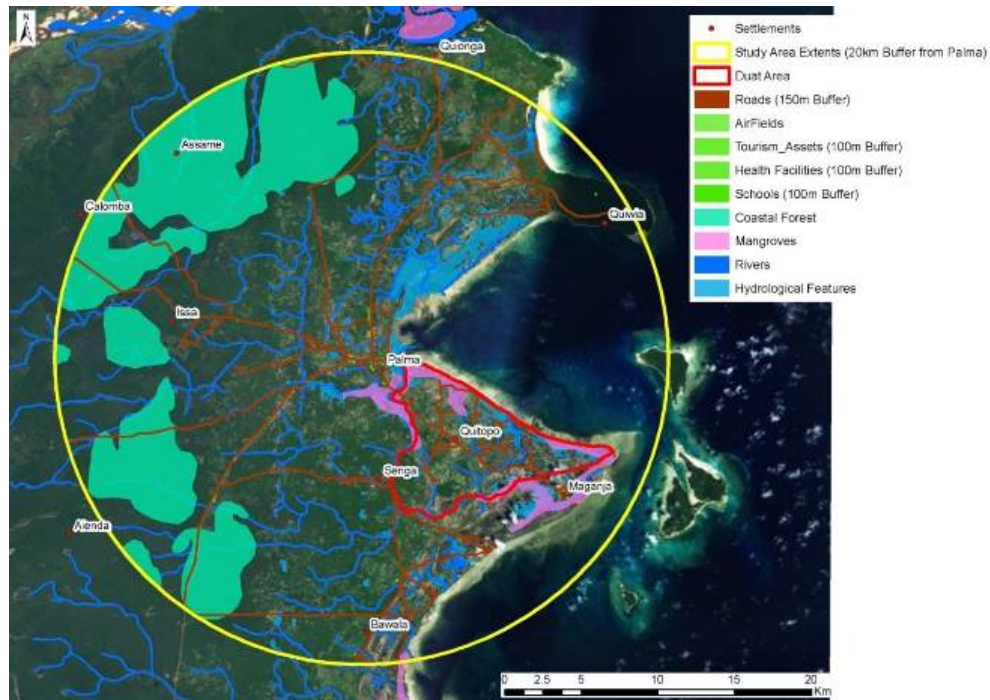 N
Settlements
Study Area Extents (20km Buffer from Palma)
Duat Area
Roads (150m Buffer)
AirFields
Tourism_Assets (100m Buffer)
Health Facilities (100m Buffer)
Schools (100m Buffer)
Coastal Forest
Mangroves
Rivers
Hydrological Features
Quionga
Assame
Calomba
Quiwia
Issa
Palma
Quitopo
Senga
Maganja
Alenda
Bawala
0 2.5 5 10 15 20
Km